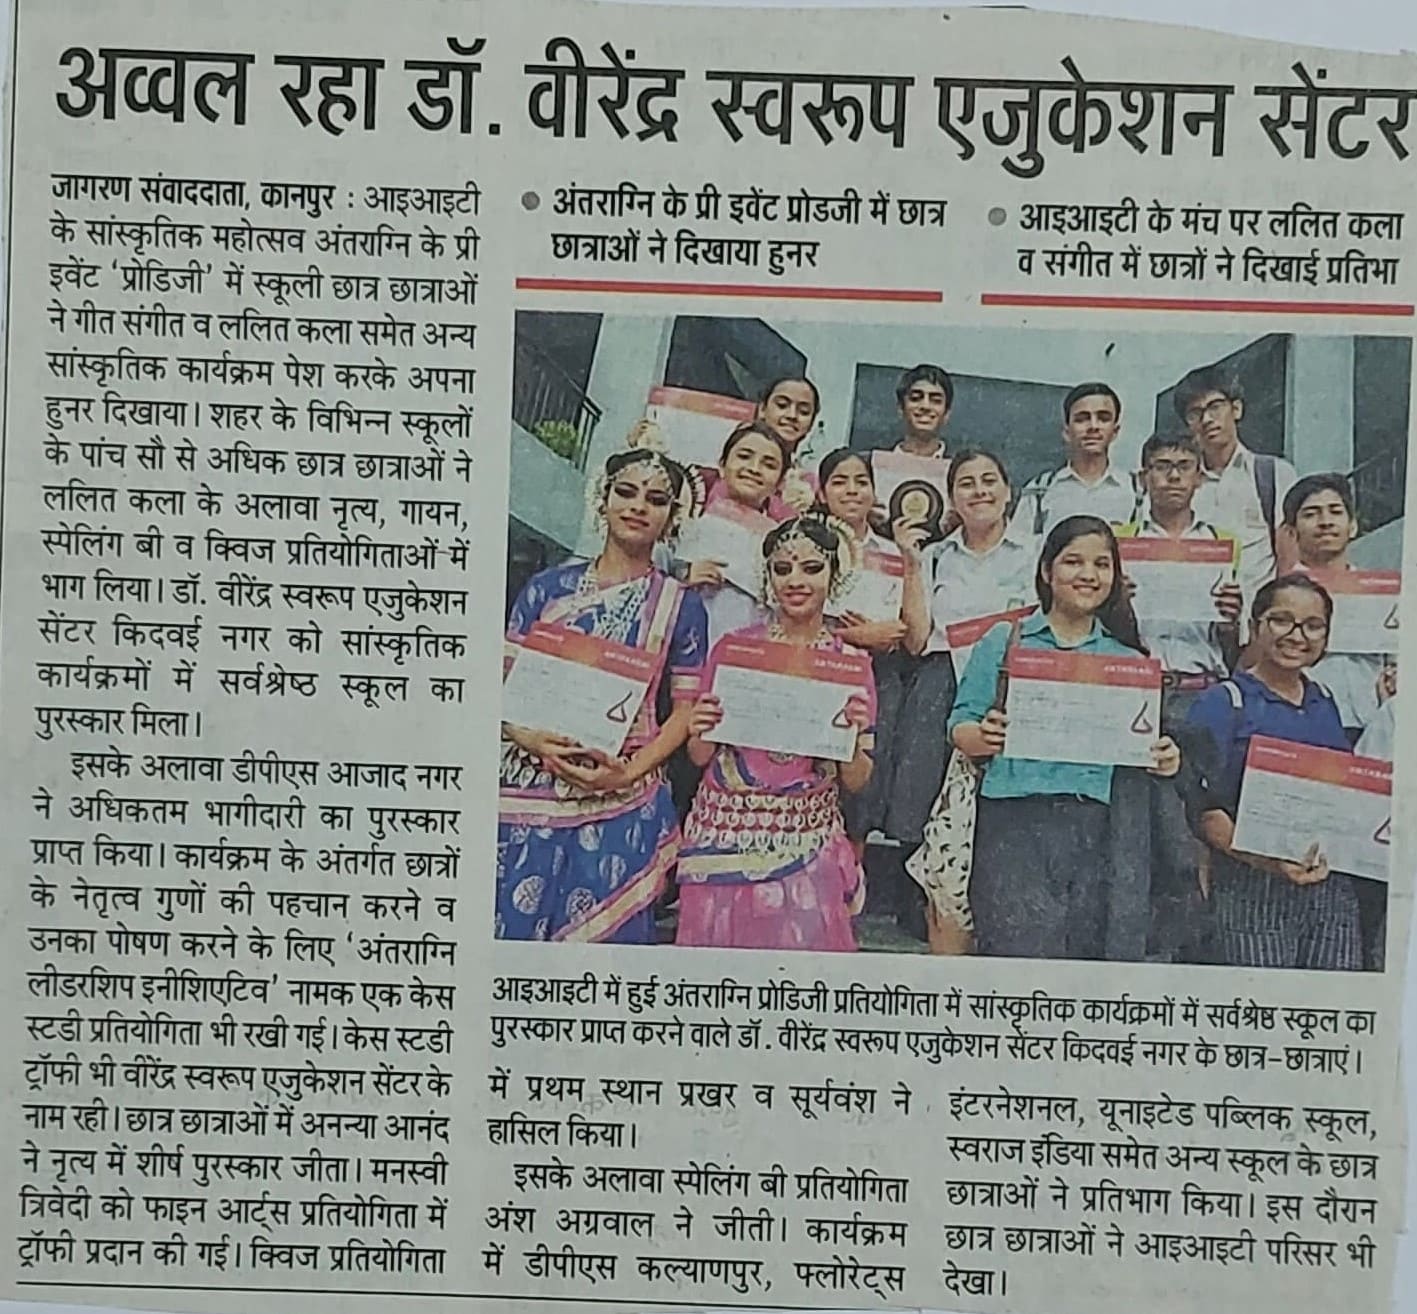 अव्वल रहा डॉ. वीरेंद्र स्वरूप एजुकेशन सेंटर
जागरण संवाददाता, कानपुर : आइआइटी
के सांस्कृतिक महोत्सव अंतराग्नि के प्री
इवेंट ‘प्रोडिजी’ में स्कूली छात्र छात्राओं
ने गीत संगीत व ललित कला समेत अन्य
सांस्कृतिक कार्यक्रम पेश करके अपना
हुनर दिखाया। शहर के विभिन्न स्कूलों
के पांच सौ से अधिक छात्र छात्राओं ने
ललित कला के अलावा नृत्य, गायन,
स्पेलिंग बी व क्विज प्रतियोगिताओं में
भाग लिया। डॉ. वीरेंद्र स्वरूप एजुकेशन
सेंटर किदवई नगर को सांस्कृतिक
कार्यक्रमों में सर्वश्रेष्ठ स्कूल का
पुरस्कार मिला।
इसके अलावा डीपीएस आजाद नगर
ने अधिकतम भागीदारी का पुरस्कार
प्राप्त किया। कार्यक्रम के अंतर्गत छात्रों
के नेतृत्व गुणों की पहचान करने व
उनका पोषण करने के लिए ‘अंतराग्नि
लीडरशिप इनीशिएटिव’ नामक एक केस
स्टडी प्रतियोगिता भी रखी गई। केस स्टडी
ट्रॉफी भी वीरेंद्र स्वरूप एजुकेशन सेंटर के
नाम रही। छात्र छात्राओं में अनन्या आनंद
ने नृत्य में शीर्ष पुरस्कार जीता। मनस्वी
त्रिवेदी को फाइन आर्ट्स प्रतियोगिता में
ट्रॉफी प्रदान की गई। क्विज प्रतियोगिता
● अंतराग्नि के प्री इवेंट प्रोडजी में छात्र
छात्राओं ने दिखाया हुनर
● आइआइटी के मंच पर ललित कला
व संगीत में छात्रों ने दिखाई प्रतिभा
आइआइटी में हुई अंतराग्नि प्रोडिजी प्रतियोगिता में सांस्कृतिक कार्यक्रमों में सर्वश्रेष्ठ स्कूल का
पुरस्कार प्राप्त करने वाले डॉ. वीरेंद्र स्वरूप एजुकेशन सेंटर किदवई नगर के छात्र-छात्राएं।
में प्रथम स्थान प्रखर व सूर्यवंश ने
हासिल किया।
इसके अलावा स्पेलिंग बी प्रतियोगिता
अंश अग्रवाल ने जीती। कार्यक्रम
में डीपीएस कल्याणपुर, फ्लोरेट्स
इंटरनेशनल, यूनाइटेड पब्लिक स्कूल,
स्वराज इंडिया समेत अन्य स्कूल के छात्र
छात्राओं ने प्रतिभाग किया। इस दौरान
छात्र छात्राओं ने आइआइटी परिसर भी
देखा।